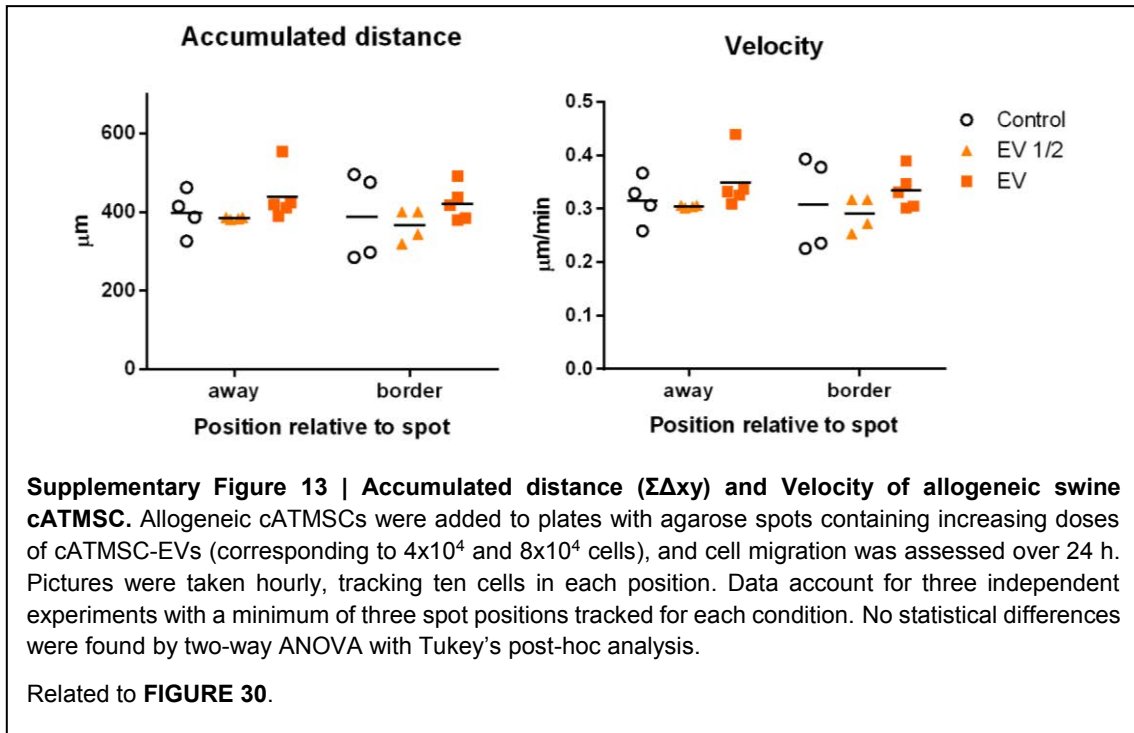 Accumulated distance
Velocity
600
400
200
0
μm
away
border
Position relative to spot
0.5
0.4
0.3
0.2
0.1
0.0
μm/min
away
border
Position relative to spot
Control
EV 1/2
EV
Supplementary Figure 13 | Accumulated distance (ΣΔxy) and Velocity of allogeneic swine
cATMSC. Allogeneic cATMSCs were added to plates with agarose spots containing increasing doses
of cATMSC-EVs (corresponding to 4x10⁴ and 8x10⁴ cells), and cell migration was assessed over 24 h.
Pictures were taken hourly, tracking ten cells in each position. Data account for three independent
experiments with a minimum of three spot positions tracked for each condition. No statistical differences
were found by two-way ANOVA with Tukey’s post-hoc analysis.
Related to FIGURE 30.